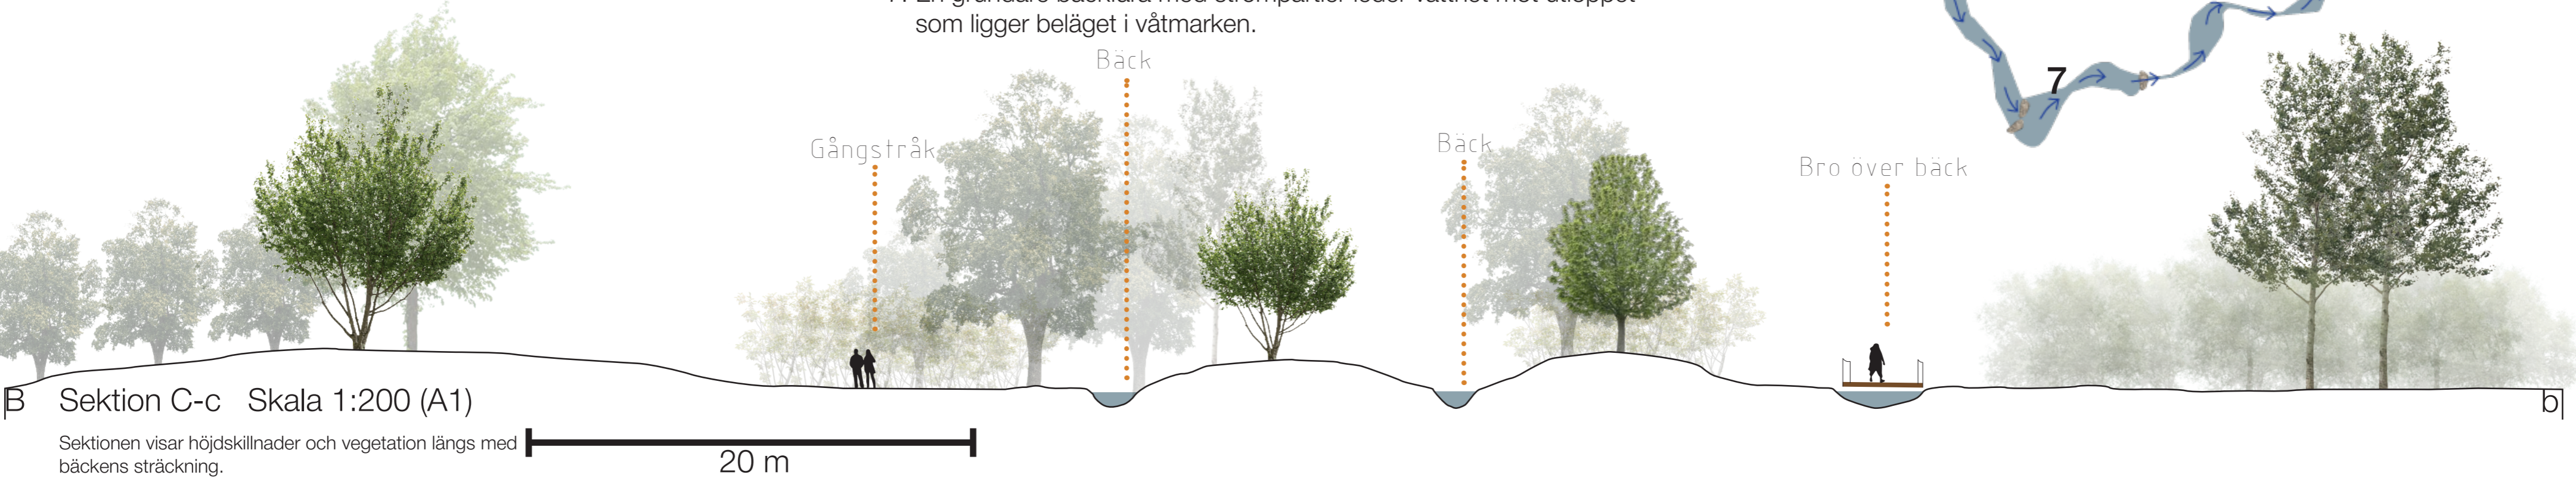 som ligger beläget i våtmarken.
Bäck
7
Gångstråk
Bäck
Bro över bäck
B
Sektion C-c Skala 1:200 (A1)
b
Sektionen visar höjdskillnader och vegetation längs med
bäckens sträckning.
20 m